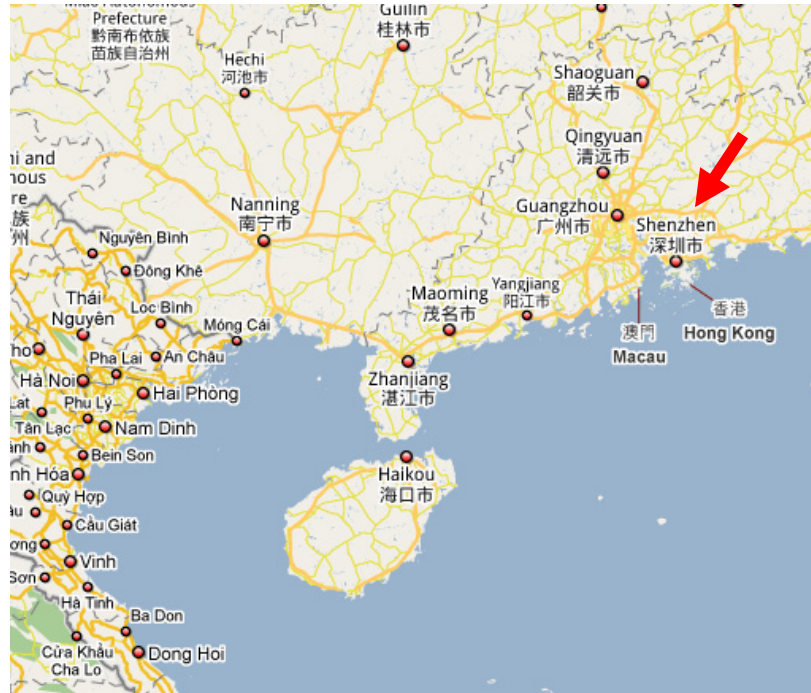 Prefecture
黔南布依族
苗族自治州
Guilin
桂林市
Hechi
河池市
Shaoguan
韶关市
Qingyuan
清远市
Guangzhou
广州市
Shenzhen
深圳市
Nanning
南宁市
Nguyên Bình
Đông Khê
Thái
Nguyên
Loc Bình
Móng Cái
Maoming
茂名市
Yangjiang
阳江市
香港
Hong Kong
澳門
Macau
Pha Lai
An Châu
Hà Noi
Hai Phòng
Phu Lý
Tân Lạc
Nam Dinh
Zhanjiang
湛江市
Bein Son
Haikou
海口市
Quỳ Hợp
Cầu Giát
Vinh
Hà Tinh
Ba Don
Cửa Khẩu
Cha Lo
Dong Hoi